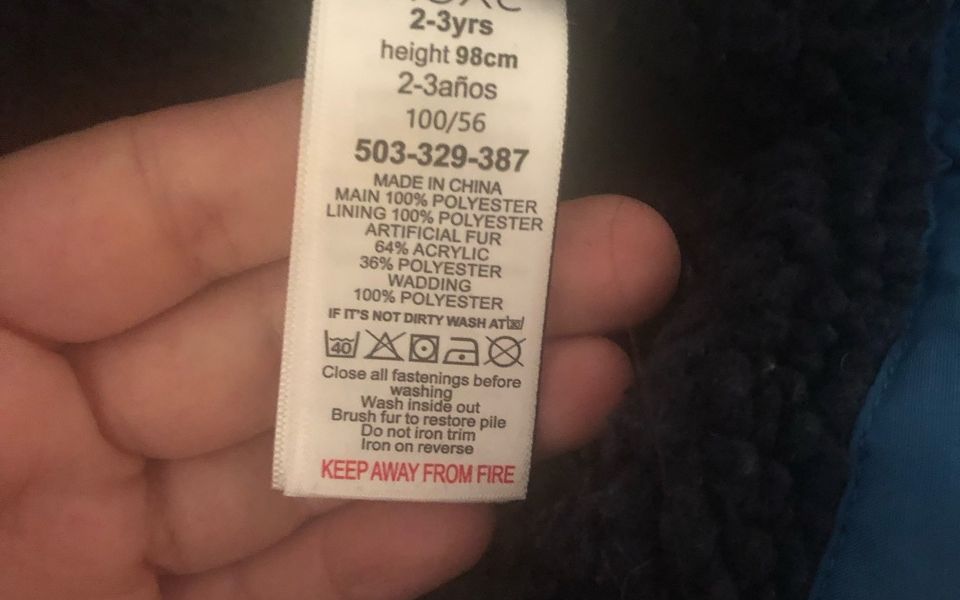 2-3yrs
height 98cm
2-3años
100/56
503-329-387
MADE IN CHINA
MAIN 100% POLYESTER
LINING 100% POLYESTER
ARTIFICIAL FUR
64% ACRYLIC
36% POLYESTER
WADDING
100% POLYESTER
IF IT'S NOT DIRTY WASH AT 30
40
Close all fastenings before
washing
Wash inside out
Brush fur to restore pile
Do not iron trim
Iron on reverse
KEEP AWAY FROM FIRE